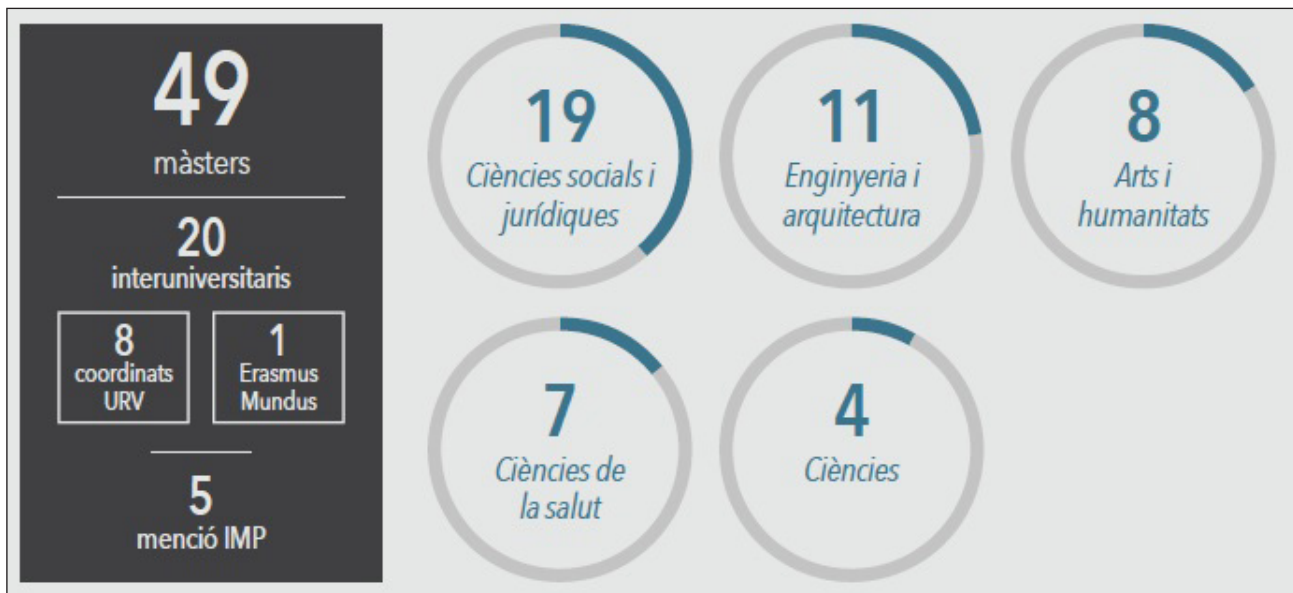 49
màsters
20
interuniversitaris
8
coordinats
URV
1
Erasmus
Mundus
5
menció IMP
19
Ciències socials i
jurídiques
11
Enginyeria i
arquitectura
8
Arts i
humanitats
7
Ciències de
la salut
4
Ciències